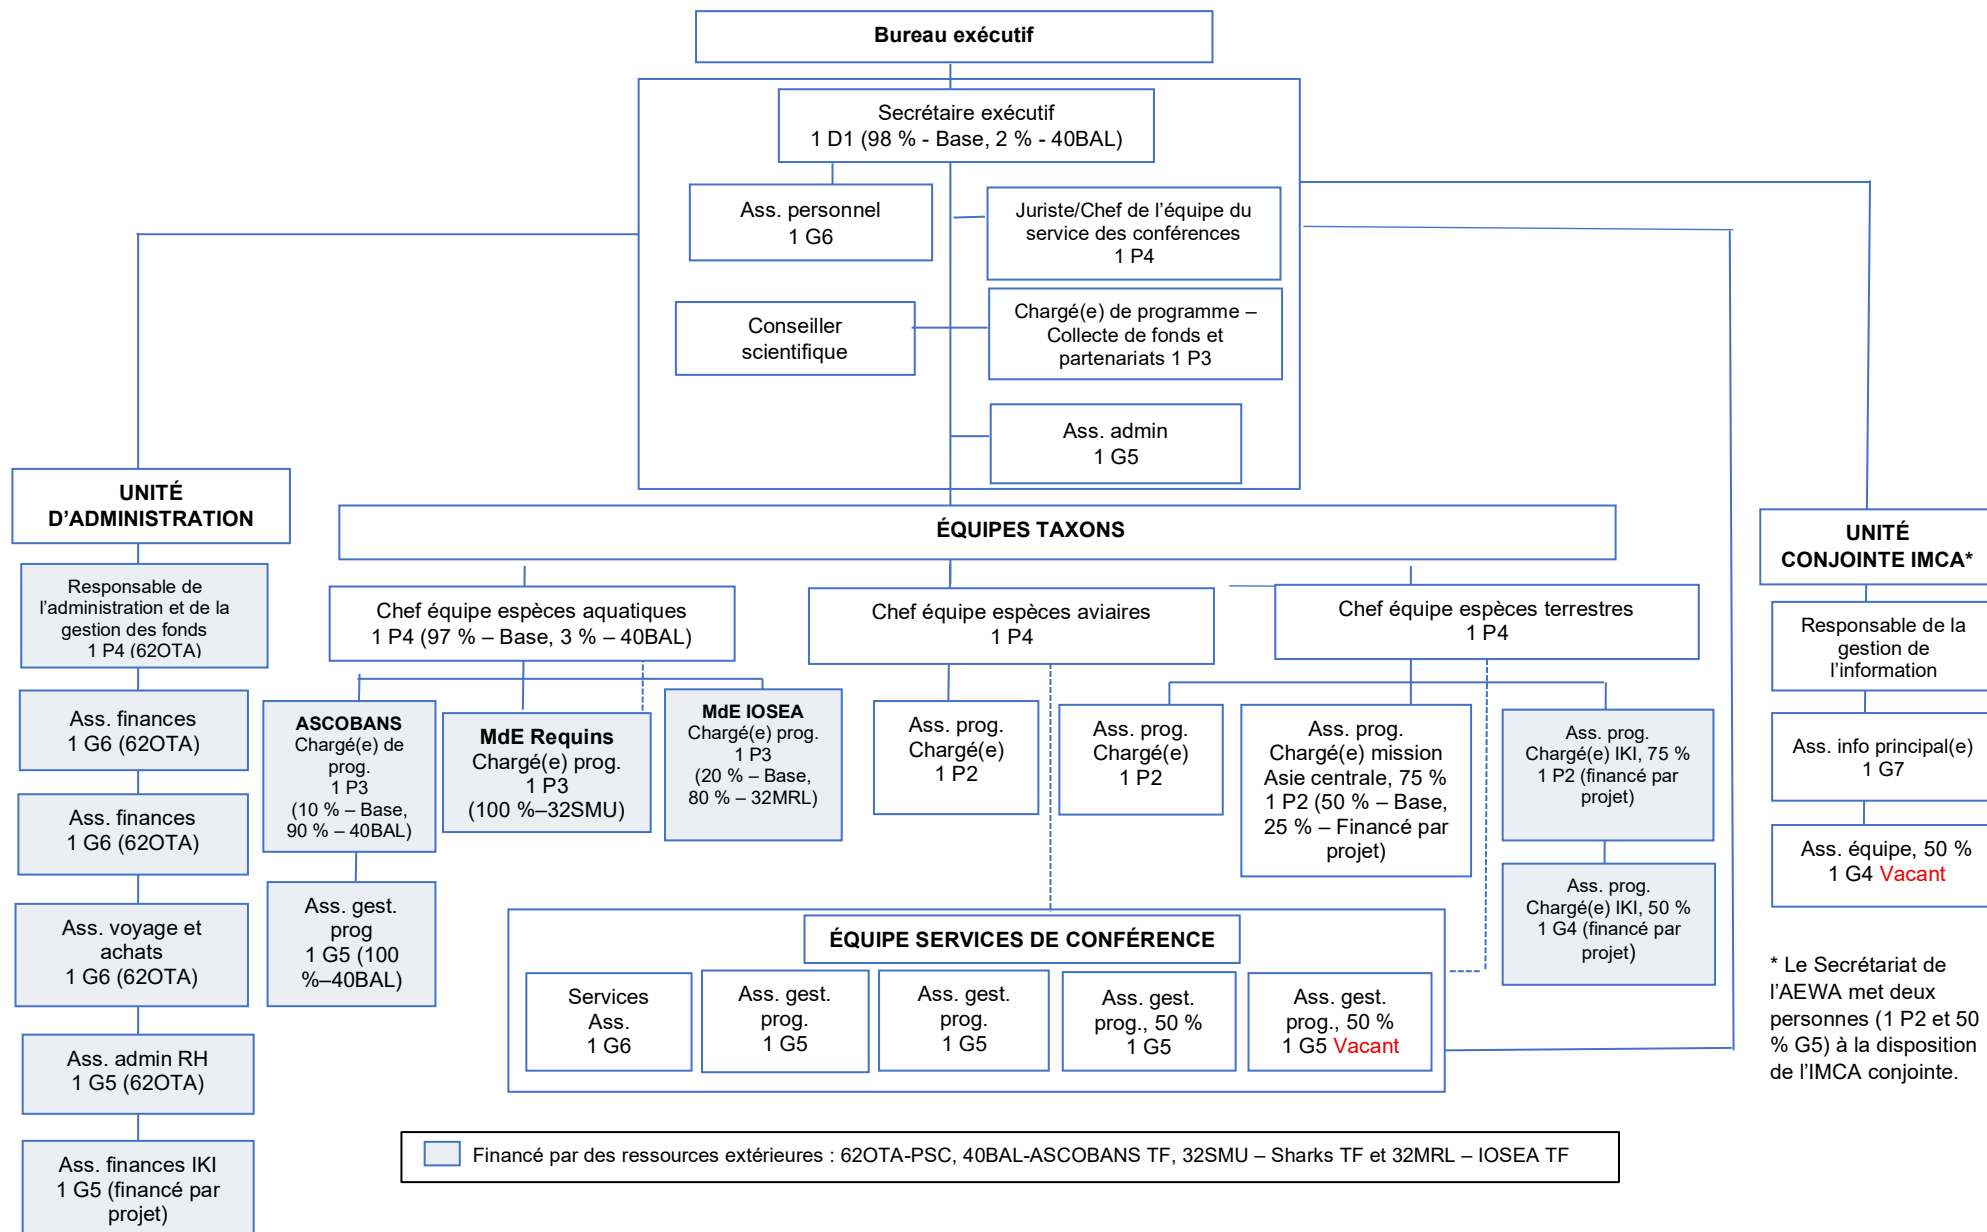 Bureau exécutif
Secrétaire exécutif
1 D1 (98 % - Base, 2 % - 40BAL)
Ass. personnel
1 G6
Juriste/Chef de l’équipe du
service des conférences
1 P4
Conseiller
scientifique
Chargé(e) de programme –
Collecte de fonds et
partenariats 1 P3
Ass. admin
1 G5
UNITÉ
D’ADMINISTRATION
Responsable de
l’administration et de la
gestion des fonds
1 P4 (62OTA)
Ass. finances
1 G6 (62OTA)
Ass. finances
1 G6 (62OTA)
Ass. voyage et
achats
1 G6 (62OTA)
Ass. admin RH
1 G5 (62OTA)
Ass. finances IKI
1 G5 (financé par
projet)
ÉQUIPES TAXONS
Chef équipe espèces aquatiques
1 P4 (97 % – Base, 3 % – 40BAL)
ASCOBANS
Chargé(e) de
prog.
1 P3
(10 % – Base,
90 % – 40BAL)
Ass. gest.
prog
1 G5 (100
%–40BAL)
MdE Requins
Chargé(e) prog.
1 P3
(100 %–32SMU)
MdE IOSEA
Chargé(e) prog.
1 P3
(20 % – Base,
80 % – 32MRL)
Chef équipe espèces aviaires
1 P4
Ass. prog.
Chargé(e)
1 P2
Chef équipe espèces terrestres
1 P4
Ass. prog.
Chargé(e)
1 P2
Ass. prog.
Chargé(e) mission
Asie centrale, 75 %
1 P2 (50 % – Base,
25 % – Financé par
projet)
Ass. prog.
Chargé(e) IKI, 75 %
1 P2 (financé par
projet)
Ass. prog.
Chargé(e) IKI, 50 %
1 G4 (financé par
projet)
ÉQUIPE SERVICES DE CONFÉRENCE
Services
Ass.
1 G6
Ass. gest.
prog.
1 G5
Ass. gest.
prog.
1 G5
Ass. gest.
prog., 50 %
1 G5
Ass. gest.
prog., 50 %
1 G5 Vacant
UNITÉ
CONJOINTE IMCA*
Responsable de la
gestion de
l’information
Ass. info principal(e)
1 G7
Ass. équipe, 50 %
1 G4 Vacant
* Le Secrétariat de
l’AEWA met deux
personnes (1 P2 et 50
% G5) à la disposition
de l’IMCA conjointe.
Financé par des ressources extérieures : 62OTA-PSC, 40BAL-ASCOBANS TF, 32SMU – Sharks TF et 32MRL – IOSEA TF